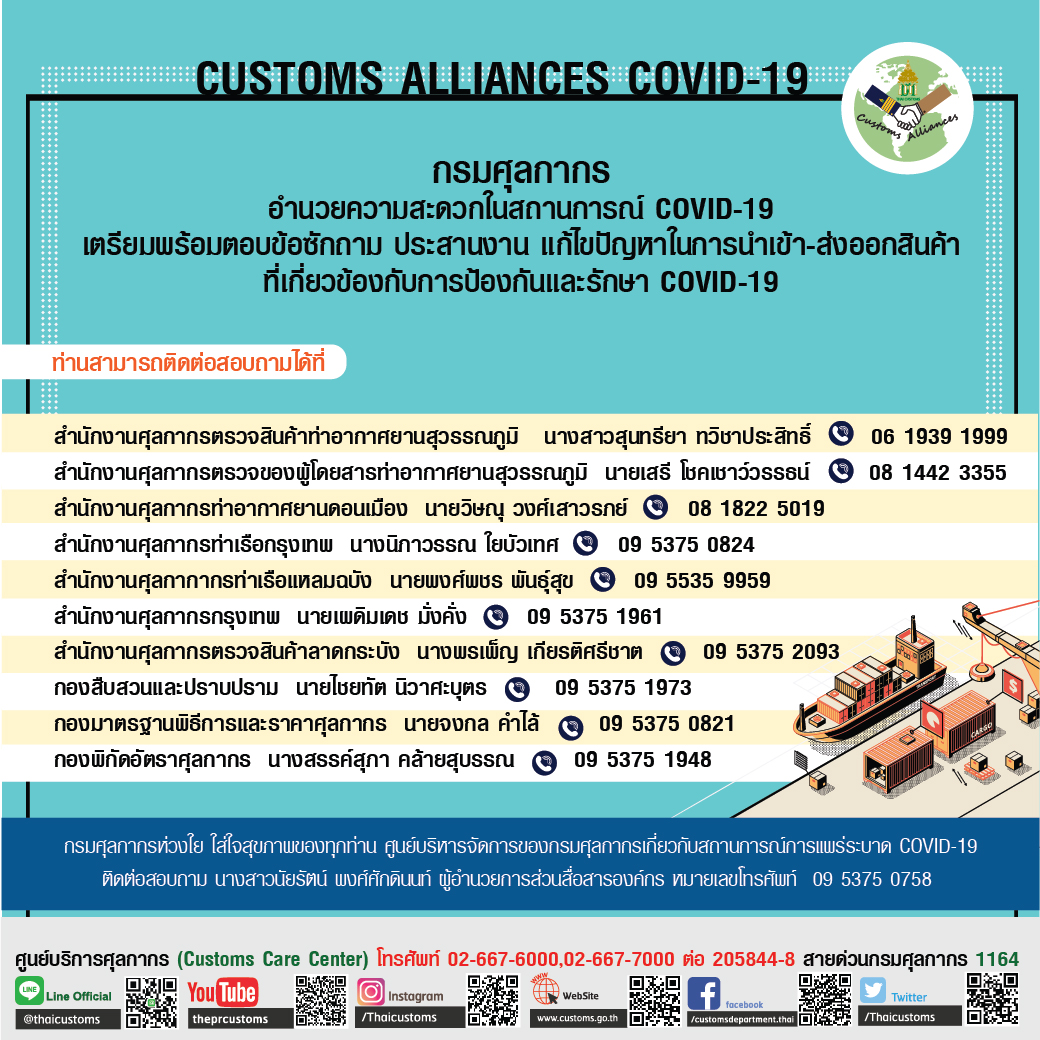 CUSTOMS ALLIANCES COVID-19
THAI CUSTOMS
Customs Alliances
กรมศุลกากร
อำนวยความสะดวกในสถานการณ์ COVID-19
เตรียมพร้อมตอบข้อซักถาม ประสานงาน แก้ไขปัญหาในการนำเข้า-ส่งออกสินค้า
ที่เกี่ยวข้องกับการป้องกันและรักษา COVID-19
ท่านสามารถติดต่อสอบถามได้ที่
สำนักงานศุลกากรตรวจสินค้าท่าอากาศยานสุวรรณภูมิ นางสาวสุนทรียา ทวิชาประสิทธิ์ 06 1939 1999
สำนักงานศุลกากรตรวจของผู้โดยสารท่าอากาศยานสุวรรณภูมิ นายเสรี โชคเชาว์วรรธน์ 08 1442 3355
สำนักงานศุลกากรท่าอากาศยานดอนเมือง นายวิษณุ วงศ์เสาวรภย์ 08 1822 5019
สำนักงานศุลกากรท่าเรือกรุงเทพ นางนิภาวรรณ ใยบัวเทศ 09 5375 0824
สำนักงานศุลกาการท่าเรือแหลมฉบัง นายพงศ์พชร พันธุ์สุข 09 5535 9959
สำนักงานศุลกากรกรุงเทพ นายเผดิมเดช มั่งคั่ง 09 5375 1961
สำนักงานศุลกากรตรวจสินค้าลาดกระบัง นางพรเพ็ญ เกียรติศรีชาต 09 5375 2093
กองสืบสวนและปราบปราม นายไชยทัต นิวาศะบุตร 09 5375 1973
กองมาตรฐานพิธีการและราคาศุลกากร นายจงกล คำไล้ 09 5375 0821
กองพิกัดอัตราศุลกากร นางสรรค์สุภา คล้ายสุบรรณ 09 5375 1948
CARGO
กรมศุลกากรห่วงใย ใส่ใจสุขภาพของทุกท่าน ศูนย์บริหารจัดการของกรมศุลกากรเกี่ยวกับสถานการณ์การแพร่ระบาด COVID-19
ติดต่อสอบถาม นางสาวนัยรัตน์ พงศ์ศักดินนท์ ผู้อำนวยการส่วนสื่อสารองค์กร หมายเลขโทรศัพท์ 09 5375 0758
ศูนย์บริการศุลกากร (Customs Care Center) โทรศัพท์ 02-667-6000,02-667-7000 ต่อ 205844-8 สายด่วนกรมศุลกากร 1164
LINE Line Official YouTube Instagram www WebSite facebook Twitter
@thaicustoms theprcustoms /Thaicustoms www.customs.go.th /customsdepartment.thai /Thaicustoms